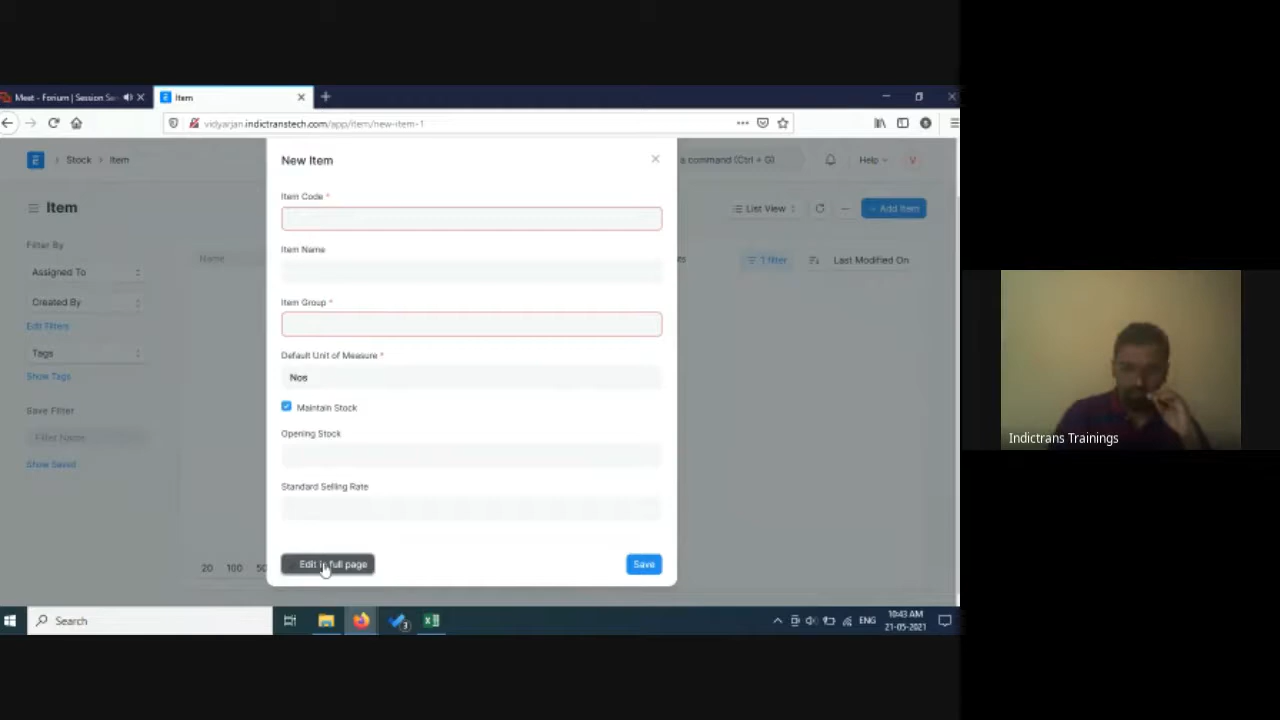 Meet - Forium | Session Se
Item
vidyarjan.indictranstech.com/app/item/new-item-1
Stock Item
New Item
a command (Ctrl + G)
Help
V
Item
Filter By
Assigned To
Created By
Edit Filters
Tags
Show Tags
Save Filter
Filter Name
Show Saved
Item Code *
Item Name
Item Group *
Default Unit of Measure *
Nos
Maintain Stock
Opening Stock
Standard Selling Rate
Edit in full page
Save
Name
List View
Add Item
1 filter
Last Modified On
20 100 50
Search
ENG
10:43 AM
21-05-2021
Indictrans Trainings